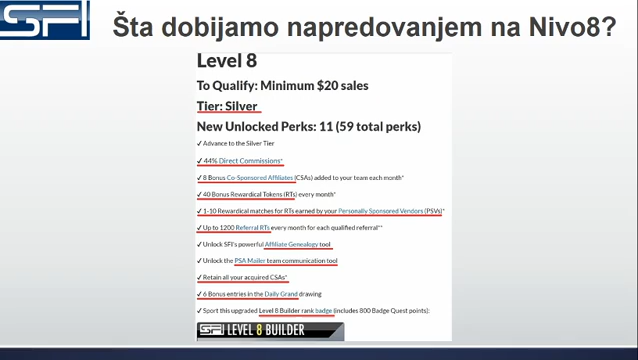 SFI
Šta dobijamo napredovanjem na Nivo8?
Level 8
To Qualify: Minimum $20 sales
Tier: Silver
New Unlocked Perks: 11 (59 total perks)
✓ Advance to the Silver Tier
✓ 44% Direct Commissions*
✓ 8 Bonus Co-Sponsored Affiliates (CSAs) added to your team each month*
✓ 40 Bonus Rewardical Tokens (RTs) every month*
✓ 1-10 Rewardical matches for RTs earned by your Personally Sponsored Vendors (PSVs)*
✓ Up to 1200 Referral RTs every month for each qualified referral**
✓ Unlock SFI's powerful Affiliate Genealogy tool
✓ Unlock the PSA Mailer team communication tool
✓ Retain all your acquired CSAs*
✓ 6 Bonus entries in the Daily Grand drawing
✓ Sport this upgraded Level 8 Builder rank badge (includes 800 Badge Quest points):
SFI LEVEL 8 BUILDER